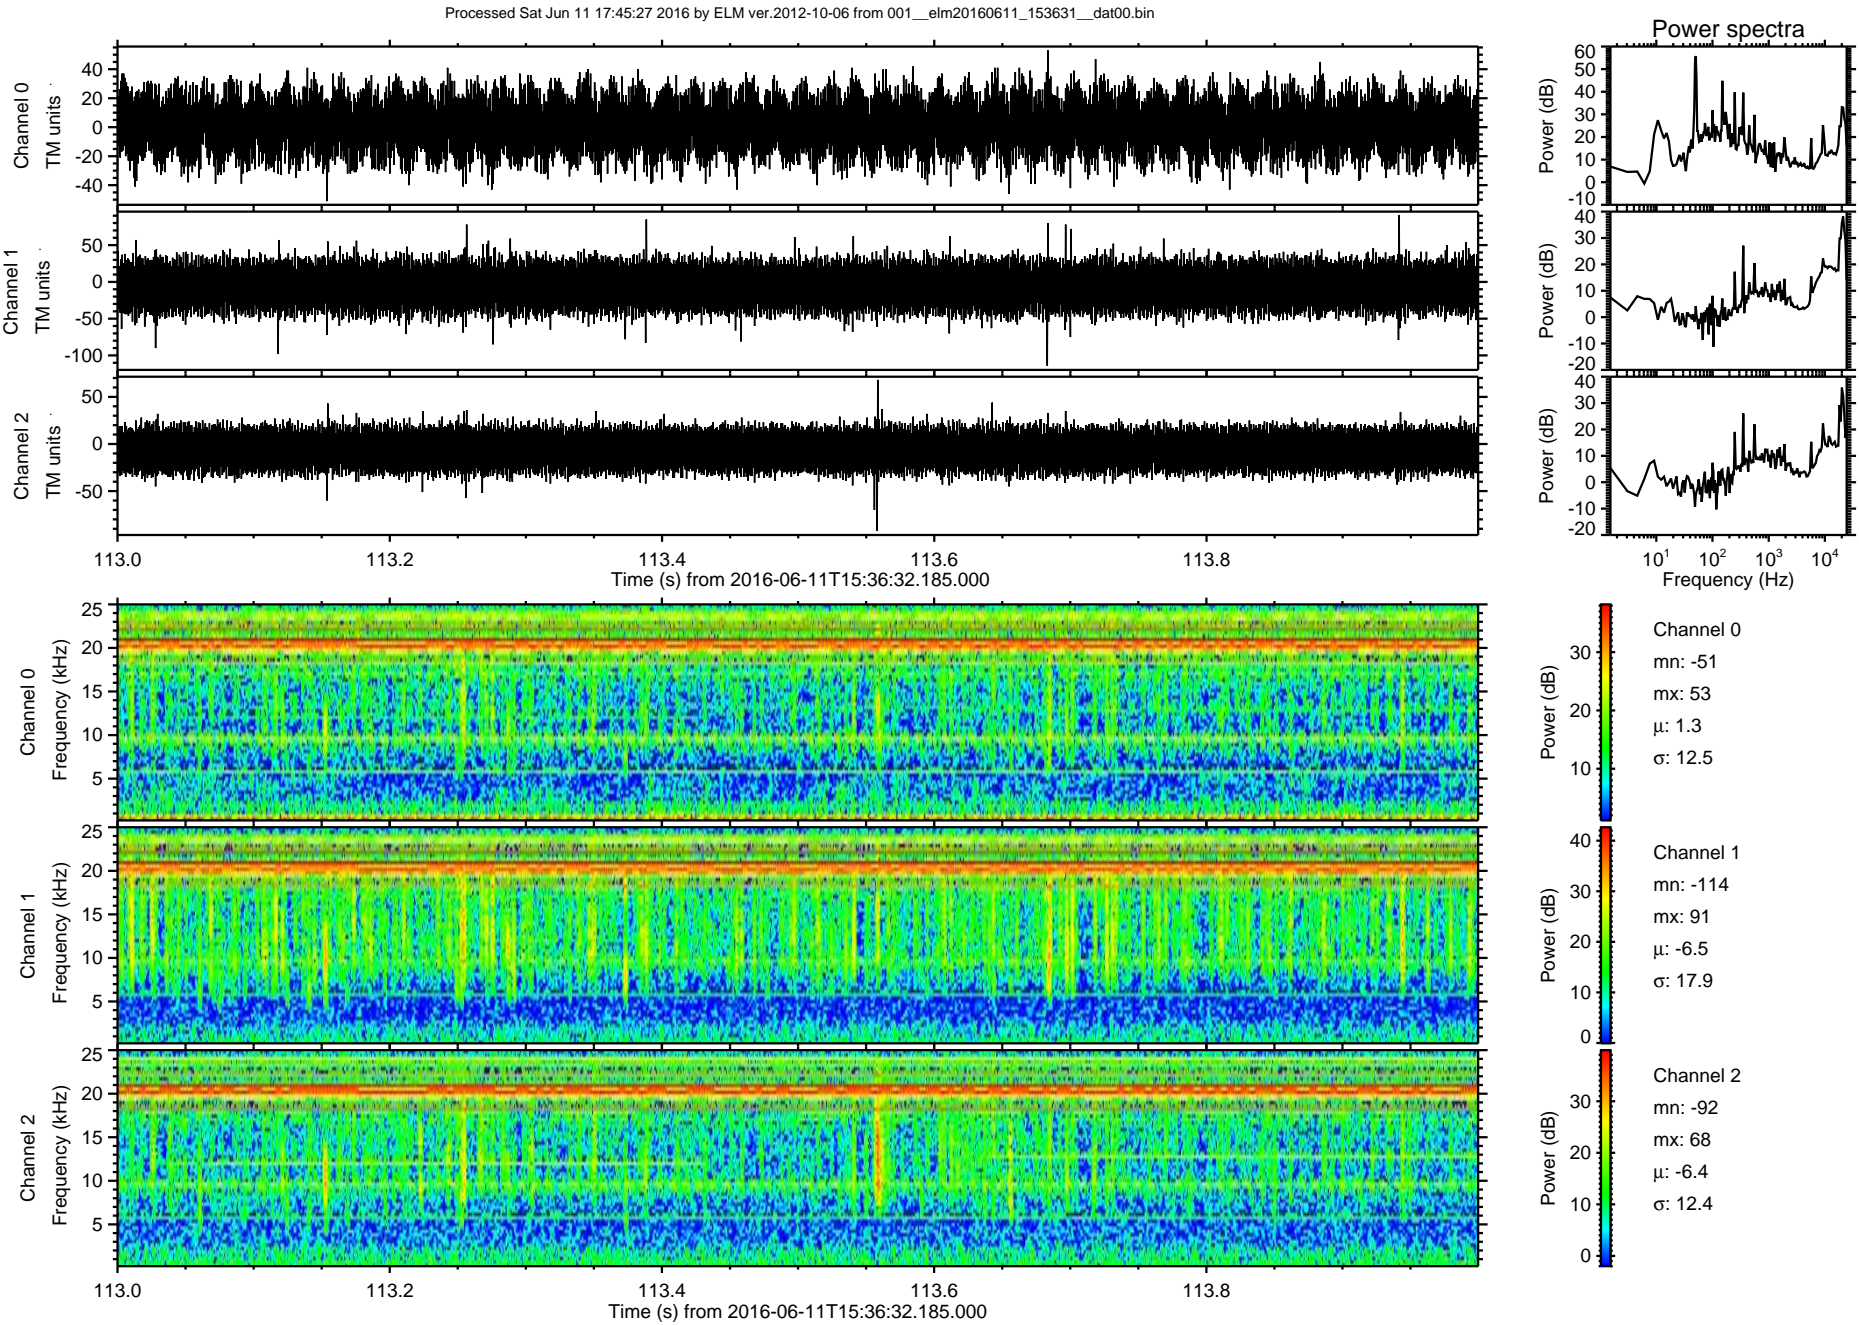 Processed Sat Jun 11 17:45:27 2016 by ELM ver.2012-10-06 from 001__elm20160611_153631__dat00.bin
Power spectra
Channel 0
TM units
40
20
0
-20
-40
Power (dB)
60
50
40
30
20
10
0
-10
Channel 1
TM units
50
0
-50
-100
Power (dB)
40
30
20
10
0
-10
-20
Channel 2
TM units
50
0
-50
Power (dB)
40
30
20
10
0
-10
-20
113.0 113.2 113.4 113.6 113.8
Time (s) from 2016-06-11T15:36:32.185.000
10^1 10^2 10^3 10^4
Frequency (Hz)
Channel 0
Frequency (kHz)
25
20
15
10
5
Power (dB)
30
20
10
Channel 0
mn: -51
mx: 53
μ: 1.3
σ: 12.5
Channel 1
Frequency (kHz)
25
20
15
10
5
Power (dB)
40
30
20
10
0
Channel 1
mn: -114
mx: 91
μ: -6.5
σ: 17.9
Channel 2
Frequency (kHz)
25
20
15
10
5
Power (dB)
30
20
10
0
Channel 2
mn: -92
mx: 68
μ: -6.4
σ: 12.4
113.0 113.2 113.4 113.6 113.8
Time (s) from 2016-06-11T15:36:32.185.000